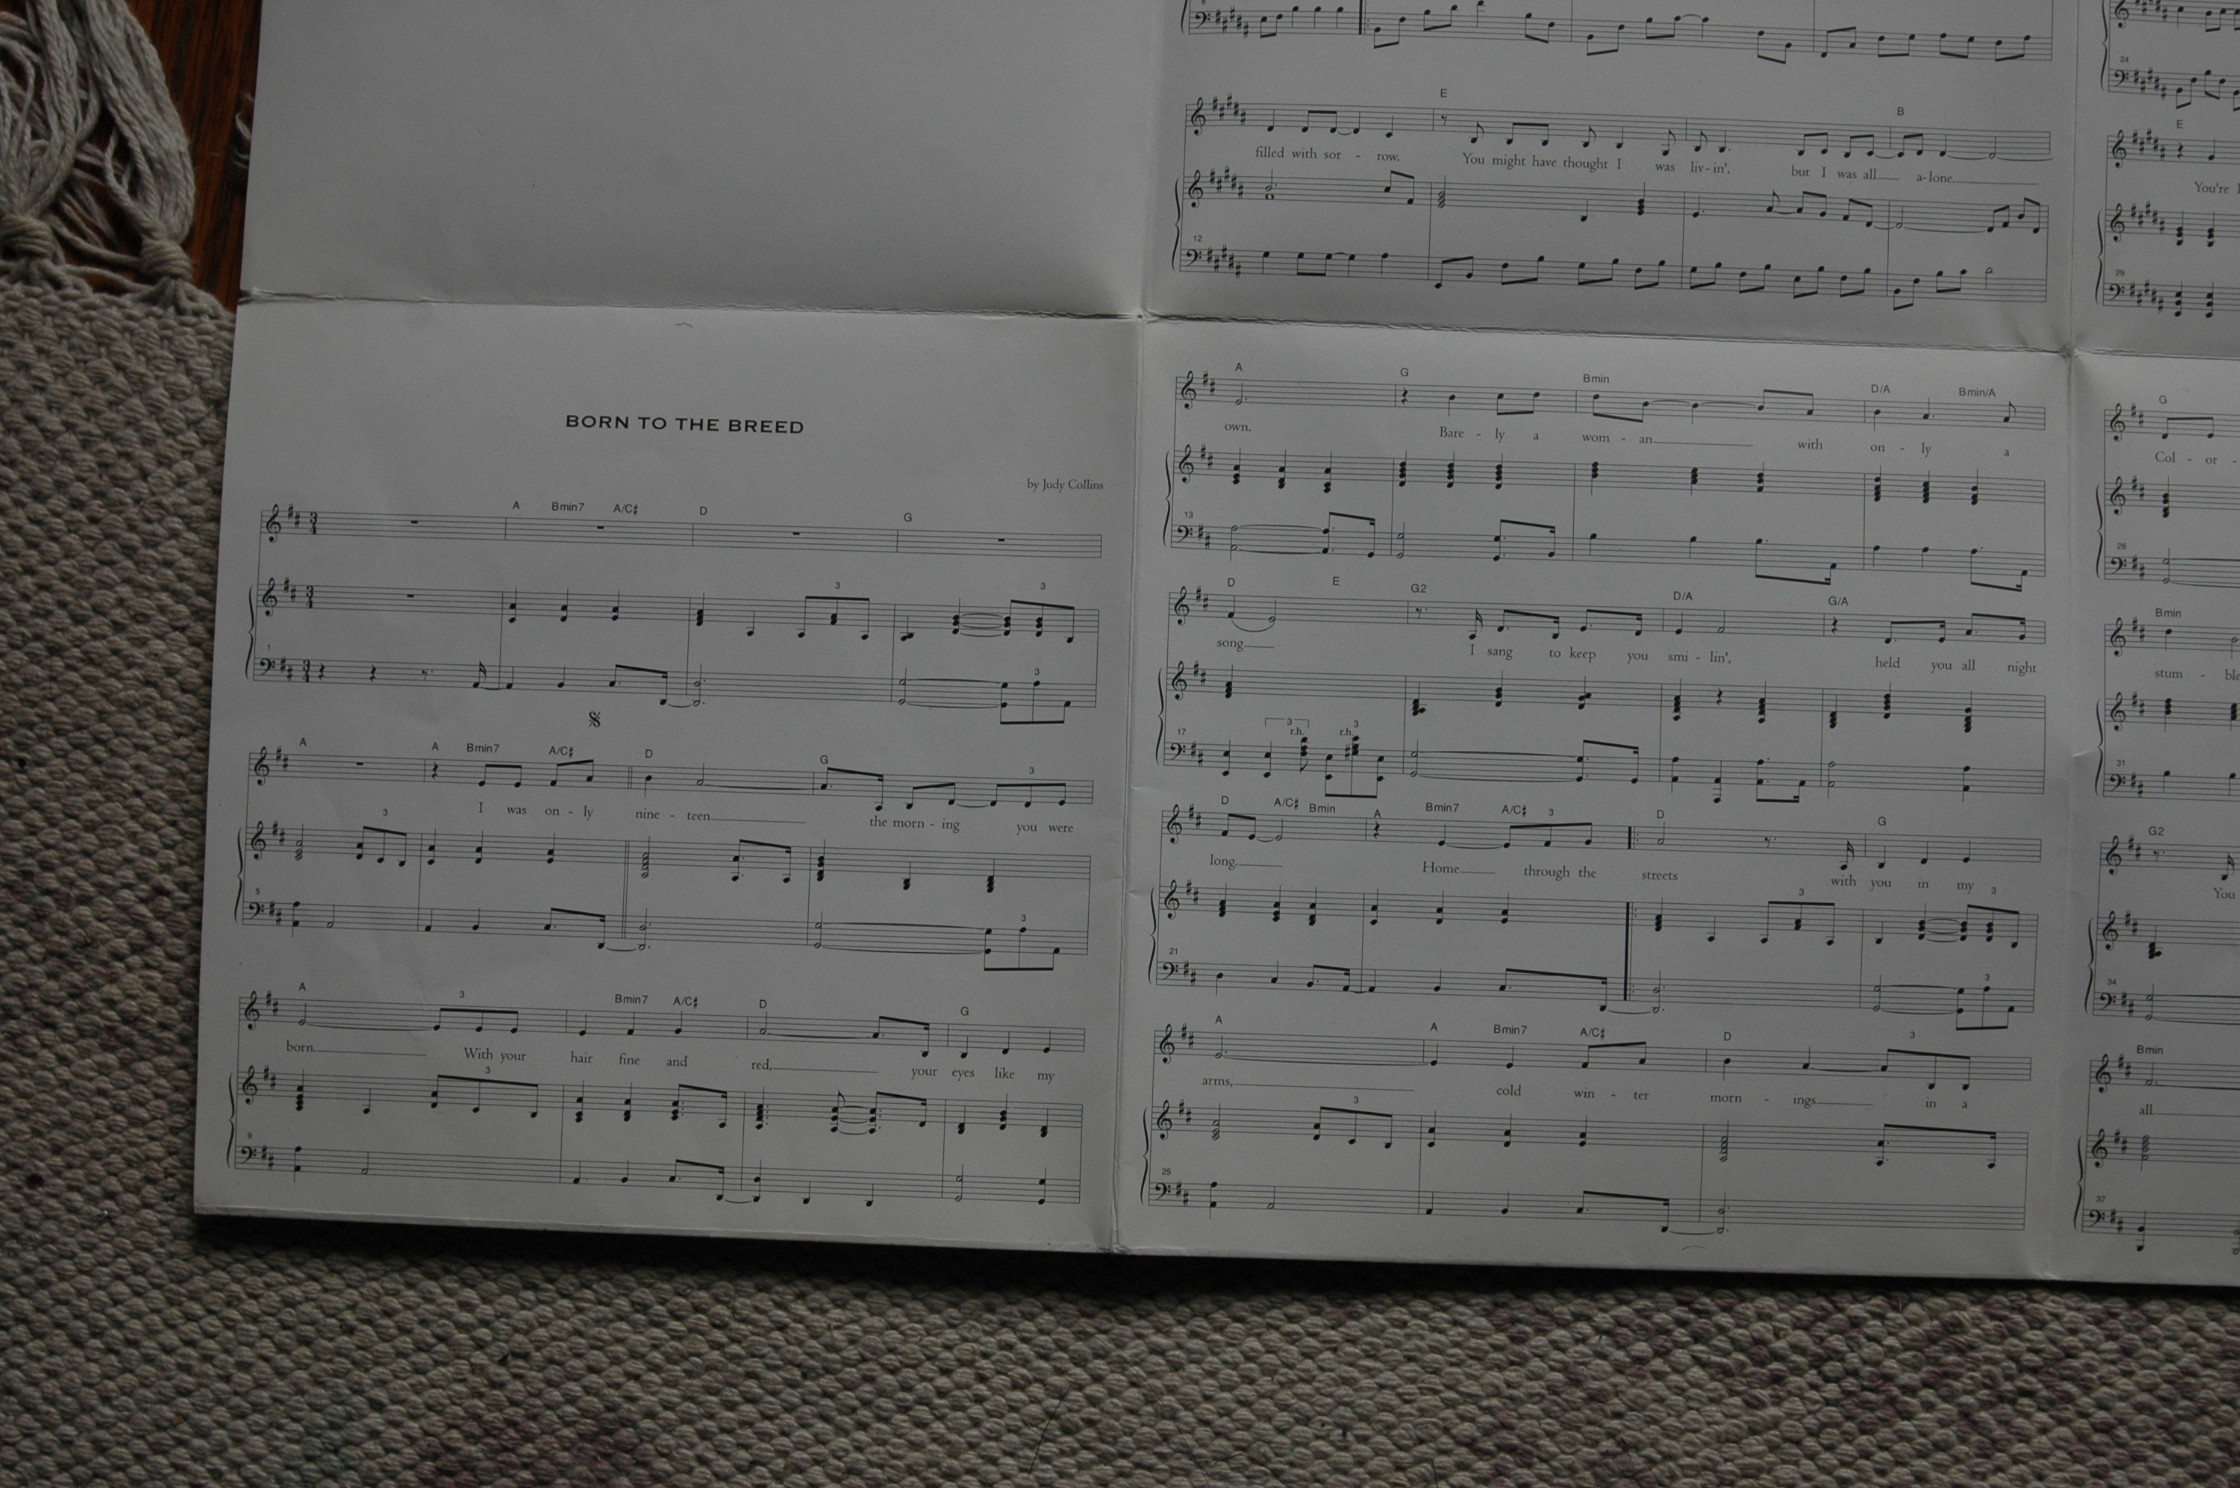 E B
filled with sor - row. You might have thought I was liv - in', but I was all a - lone.
12
24
E
You're
29
BORN TO THE BREED
by Judy Collins
A Bmin7 A/C♯ D G
3 3
1 3
A A Bmin7 A/C♯ D G
3
I was on - ly nine - teen the morn - ing you were
3
5 3
A 3 Bmin7 A/C♯ D G
born. With your hair fine and red, your eyes like my
3
9
A G Bmin D/A Bmin/A
own. Bare - ly a wom - an with on - ly a
13
D E G2 D/A G/A
song I sang to keep you smi - lin', held you all night
17 3 r.h. 3 r.h.
D A/C♯ Bmin A Bmin7 A/C♯ 3 D G
long. Home through the streets with you in my
3 3
21 3
A A Bmin7 A/C♯ D 3
arms, cold win - ter morn - ings in a
3
25
G
Col - or -
28
Bmin
stum - ble
31
G2
You
34
Bmin
all
37